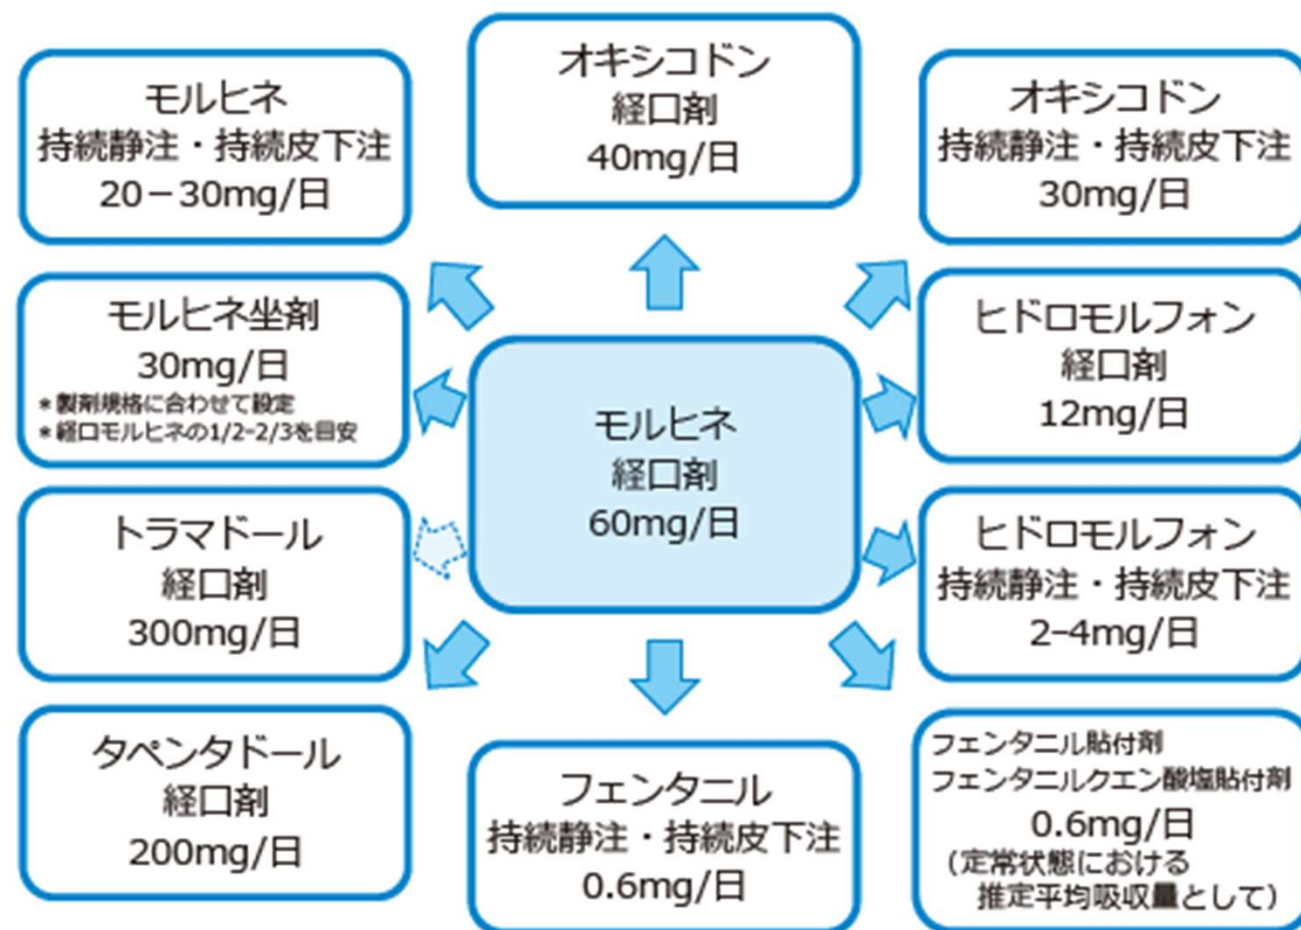 モルヒネ
持続静注・持続皮下注
20－30mg/日
オキシコドン
経口剤
40mg/日
オキシコドン
持続静注・持続皮下注
30mg/日
モルヒネ坐剤
30mg/日
＊製剤規格に合わせて設定
＊経口モルヒネの1/2-2/3を目安
モルヒネ
経口剤
60mg/日
ヒドロモルフォン
経口剤
12mg/日
トラマドール
経口剤
300mg/日
ヒドロモルフォン
持続静注・持続皮下注
2-4mg/日
タペンタドール
経口剤
200mg/日
フェンタニル
持続静注・持続皮下注
0.6mg/日
フェンタニル貼付剤
フェンタニルクエン酸塩貼付剤
0.6mg/日
（定常状態における
推定平均吸収量として）